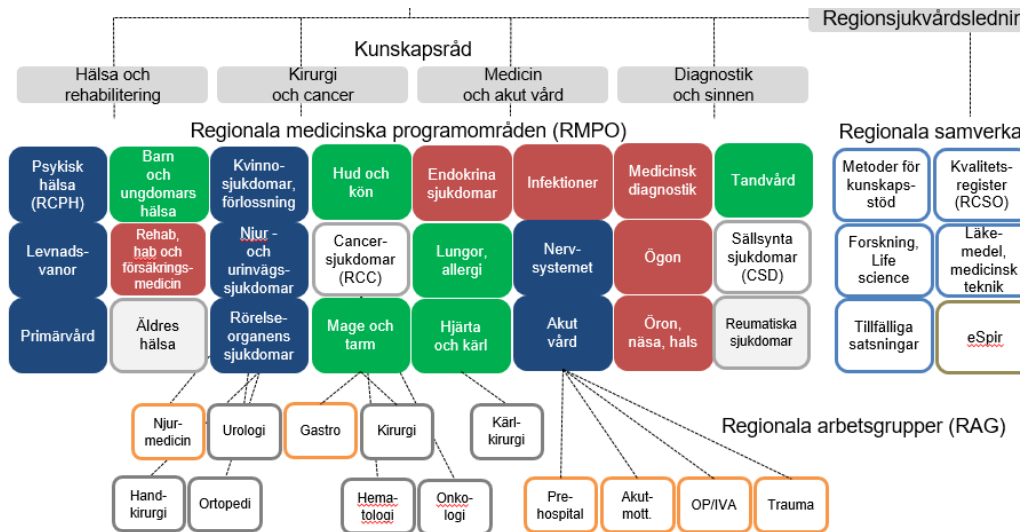 Regionsjukvårdslednin
Kunskapsråd
Hälsa och
rehabilitering
Kirurgi
och cancer
Medicin
och akut vård
Diagnostik
och sinnen
Regionala medicinska programområden (RMPO)
Regionala samverka
Psykisk
hälsa
(RCPH)
Barn
och
ungdomars
hälsa
Kvinno-
sjukdomar,
förlossning
Hud och
kön
Endokrina
sjukdomar
Infektioner
Medicinsk
diagnostik
Tandvård
Metoder för
kunskaps-
stöd
Kvalitets-
register
(RCSO)
Levnads-
vanor
Rehab,
hab och
försäkrings-
medicin
Njur -
och
urinvägs-
sjukdomar
Cancer-
sjukdomar
(RCC)
Lungor,
allergi
Nerv-
systemet
Ögon
Sällsynta
sjukdomar
(CSD)
Forskning,
Life
science
Läke-
medel,
medicinsk
teknik
Primärvård
Äldres
hälsa
Rörelse-
organens
sjukdomar
Mage och
tarm
Hjärta
och kärl
Akut
vård
Öron,
näsa, hals
Reumatiska
sjukdomar
Tillfälliga
satsningar
eSpir
Njur-
medicin
Urologi
Gastro
Kirurgi
Kärl-
kirurgi
Regionala arbetsgrupper (RAG)
Hand-
kirurgi
Ortopedi
Hema-
tologi
Onko-
logi
Pre-
hospital
Akut-
mott.
OP/IVA
Trauma